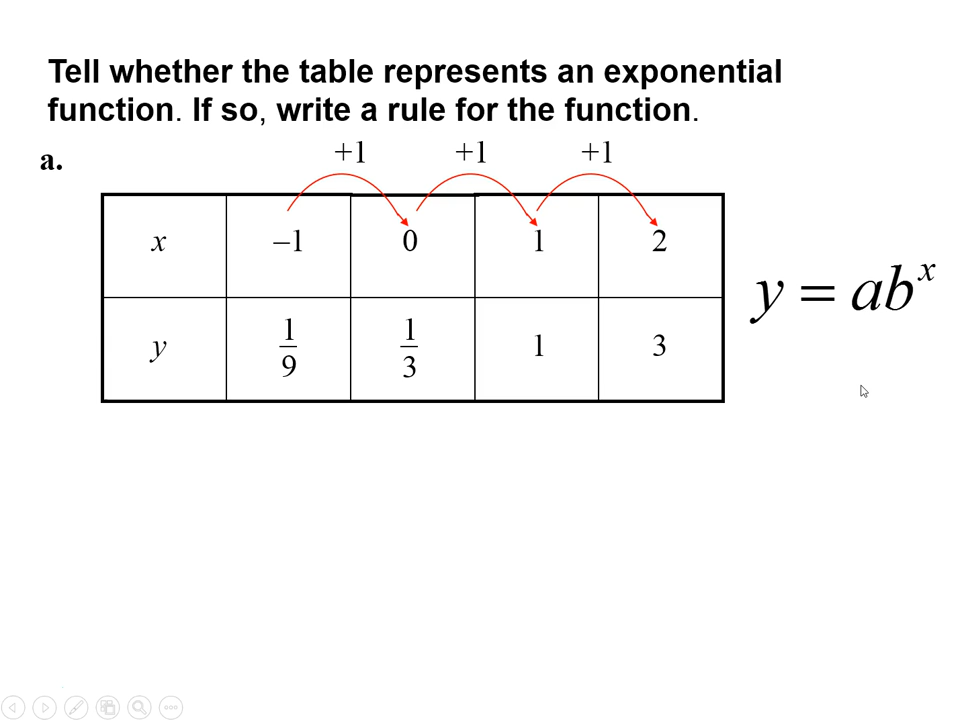 Tell whether the table represents an exponential
function. If so, write a rule for the function.
a.
+1 +1 +1
x –1 0 1 2
y 1/9 1/3 1 3
y = ab^x